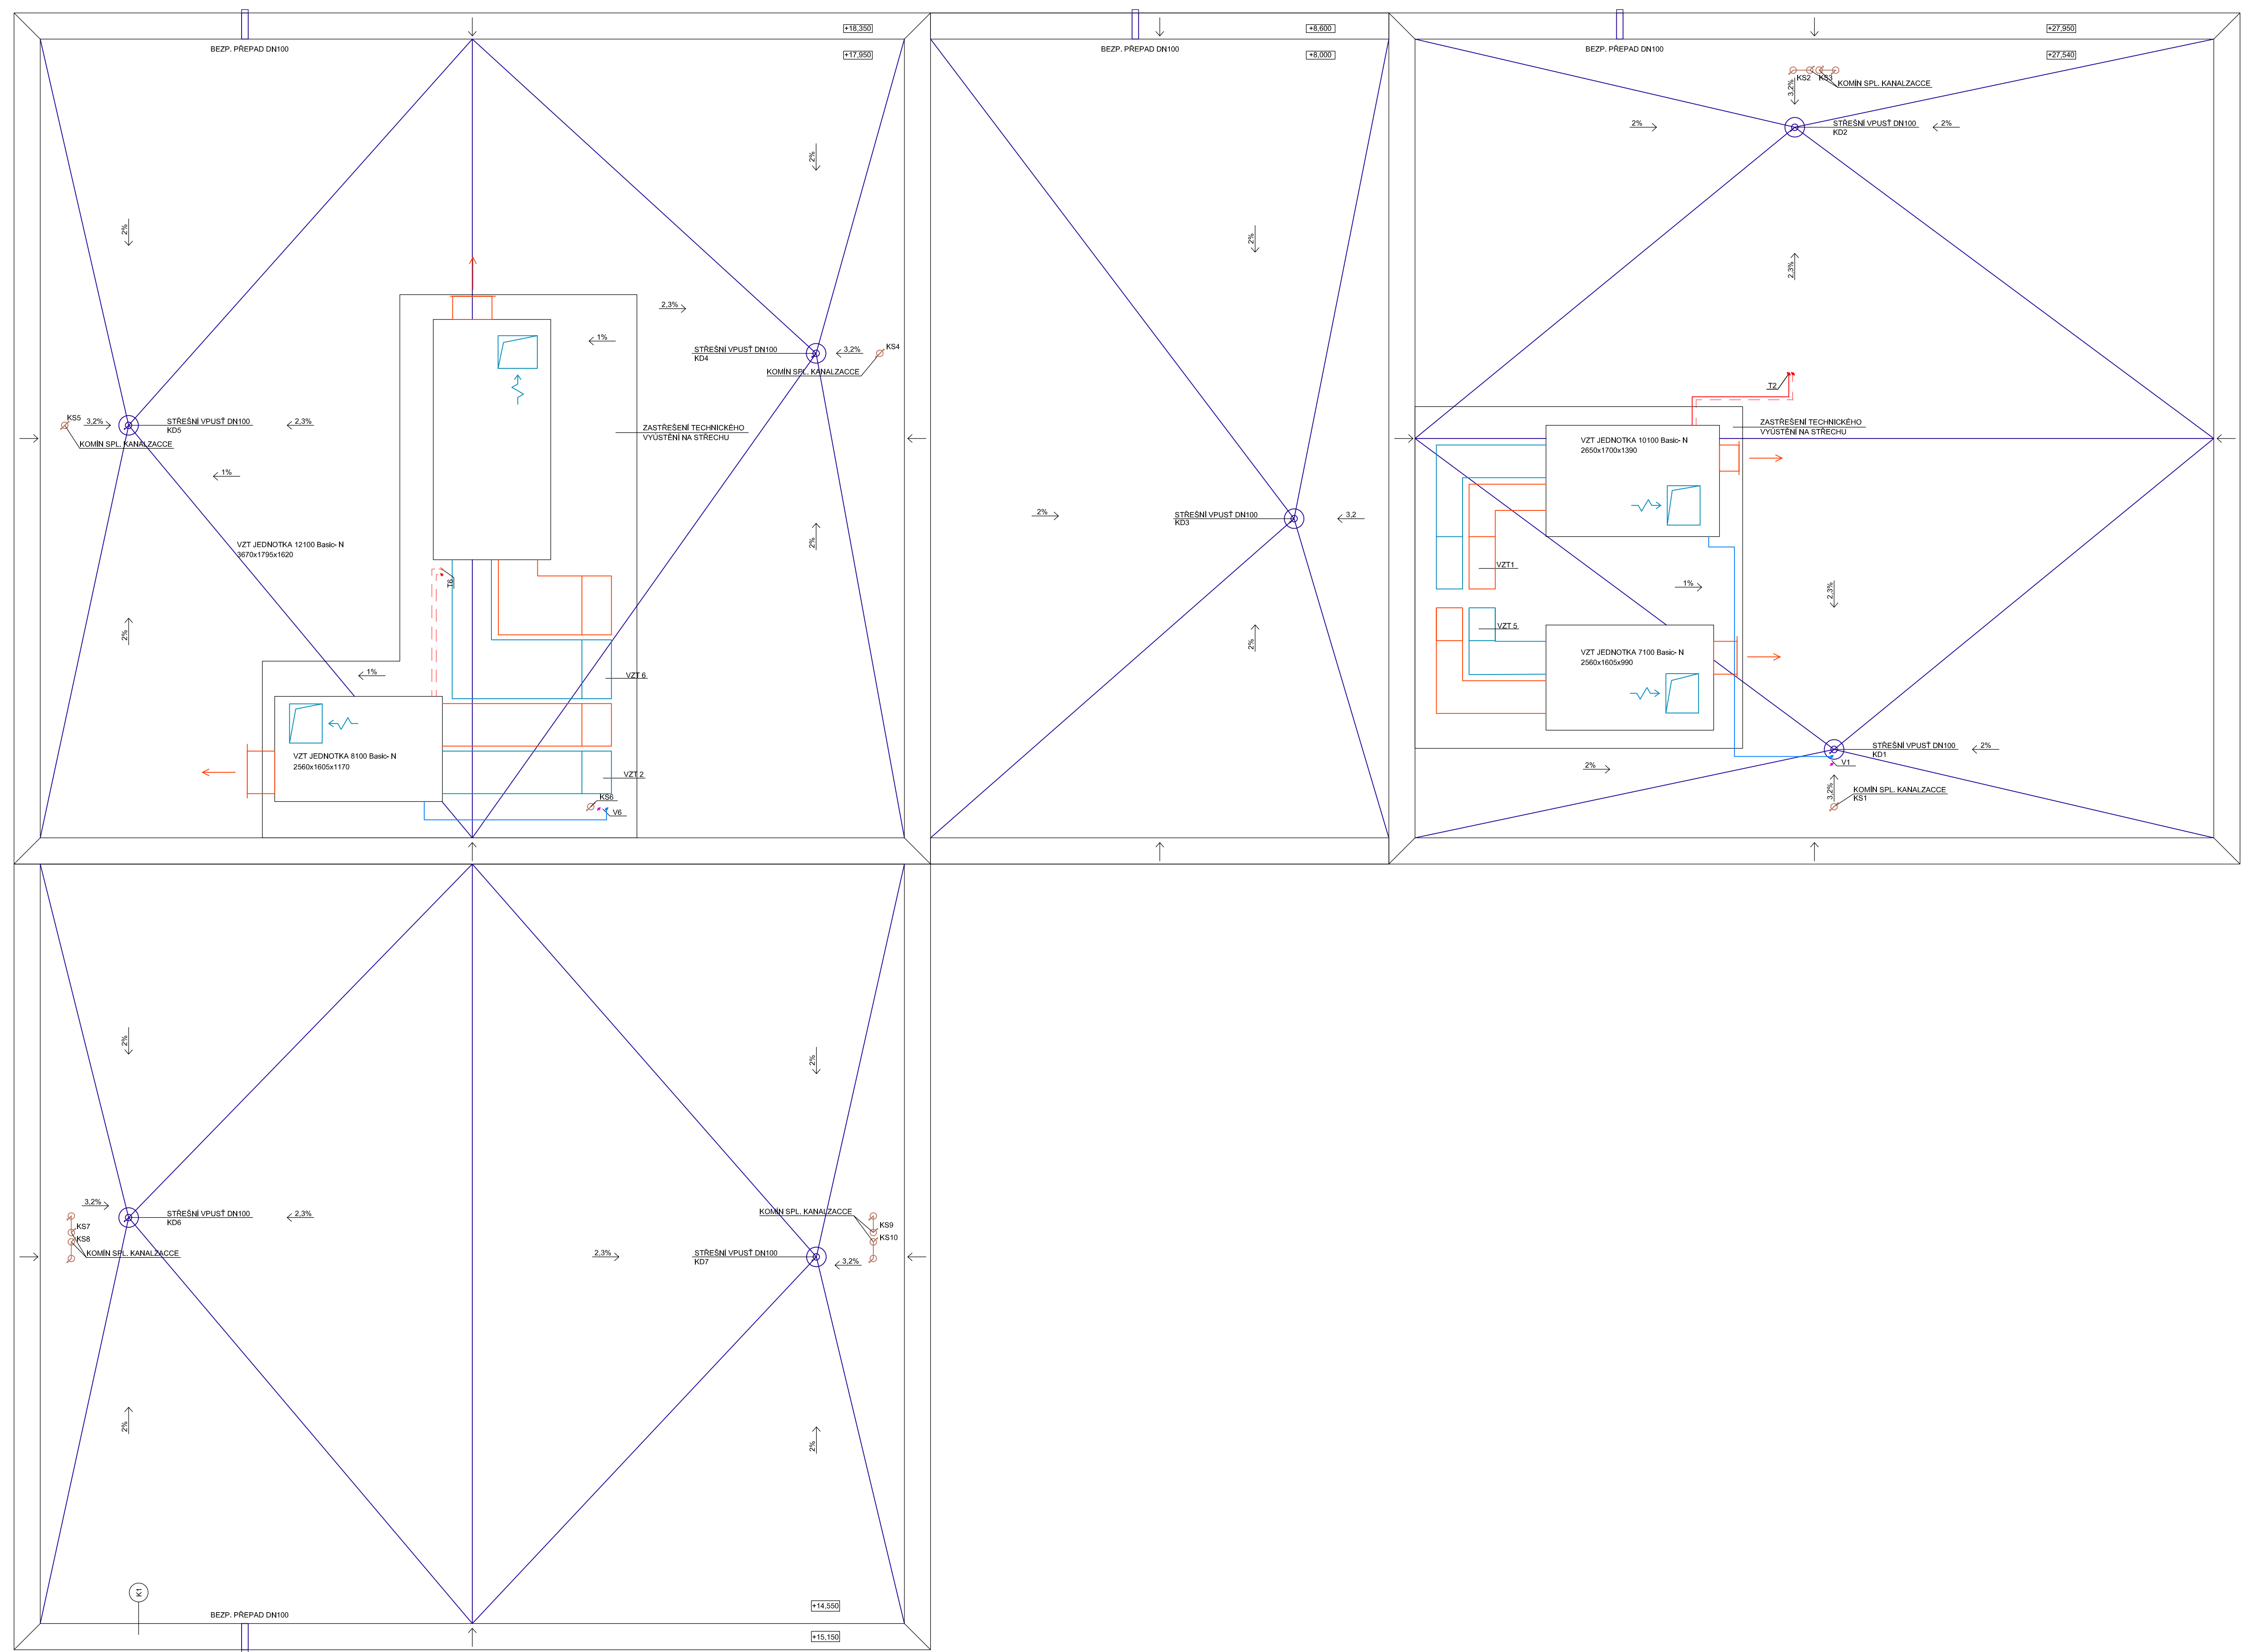 BEZP. PŘEPAD DN100
+18,350
+17,950
2%
2%
2,3%
1%
STŘEŠNÍ VPUSŤ DN100
KD4
3,2%
KS4
KOMÍN SPL. KANALZACCE
KS5
3,2%
STŘEŠNÍ VPUSŤ DN100
KD5
2,3%
KOMÍN SPL. KANALZACCE
ZASTŘEŠENÍ TECHNICKÉHO
VYÚSTĚNÍ NA STŘECHU
1%
VZT JEDNOTKA 12100 Basic- N
3670x1795x1620
2%
T6
2%
1%
VZT 6
VZT JEDNOTKA 8100 Basic- N
2560x1605x1170
VZT 2
KS6
V6
BEZP. PŘEPAD DN100
+8,600
+8,000
2%
2%
STŘEŠNÍ VPUSŤ DN100
KD3
3,2
2%
BEZP. PŘEPAD DN100
+27,950
+27,540
KS2
KS3
KOMÍN SPL. KANALZACCE
3,2%
2%
STŘEŠNÍ VPUSŤ DN100
KD2
2%
2,3%
T2
ZASTŘEŠENÍ TECHNICKÉHO
VYÚSTĚNÍ NA STŘECHU
VZT JEDNOTKA 10100 Basic- N
2650x1700x1390
VZT1
1%
2,3%
VZT 5
VZT JEDNOTKA 7100 Basic- N
2560x1605x990
STŘEŠNÍ VPUSŤ DN100
KD1
2%
V1
2%
3,2%
KOMÍN SPL. KANALZACCE
KS1
2%
2%
3,2%
STŘEŠNÍ VPUSŤ DN100
KD6
2,3%
KS7
KS8
KOMÍN SPL. KANALZACCE
KOMÍN SPL. KANALZACCE
KS9
KS10
2,3%
STŘEŠNÍ VPUSŤ DN100
KD7
3,2%
2%
2%
K1
BEZP. PŘEPAD DN100
+14,550
+15,150